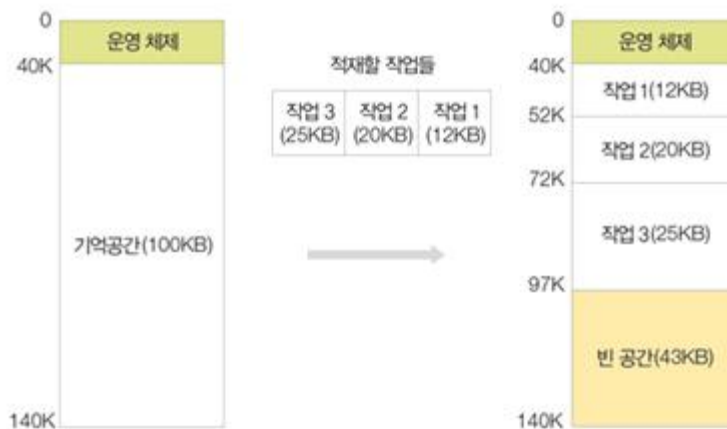 0
운영 체제
40K
기억공간(100KB)
140K
적재할 작업들
작업 3
(25KB)
작업 2
(20KB)
작업 1
(12KB)
0
운영 체제
40K
작업 1(12KB)
52K
작업 2(20KB)
72K
작업 3(25KB)
97K
빈 공간(43KB)
140K